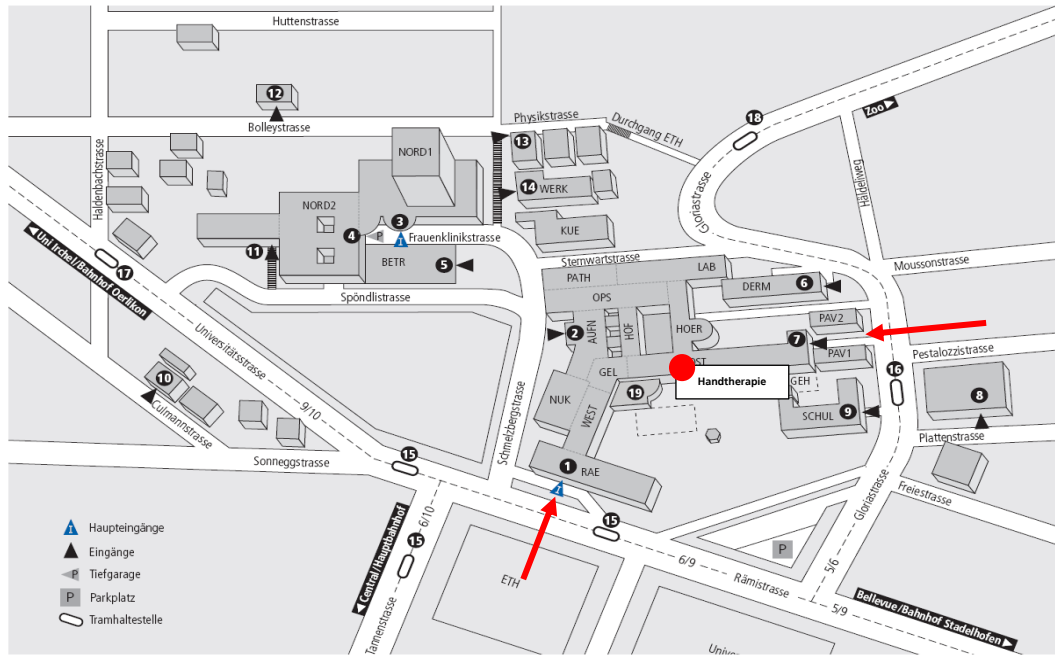 Huttenstrasse
12
Bolleystrasse
Physikstrasse
Durchgang ETH
18
Zoo
13
NORD1
Haldenbachstrasse
14 WERK
Häldeliweg
Gloriastrasse
NORD2
3
4 P
Frauenklinikstrasse
KUE
11
BETR
5
Sternwartstrasse
Moussonstrasse
Uni Irchel/Bahnhof Oerlikon
17
PATH
LAB
DERM
6
Spöndlistrasse
OPS
PAV2
2
AUFN
HOF
HOER
7
PAV1
Pestalozzistrasse
Universitätsstrasse
GEL
OST
16
10
Handtherapie
GEH
8
NUK
19
WEST
SCHUL
9
Culmannstrasse
9/10
Schmelzbergstrasse
Plattenstrasse
Sonneggstrasse
15
1
RAE
Freiestrasse
Gloriastrasse
Haupteingänge
Eingänge
P Tiefgarage
P Parkplatz
Tramhaltestelle
Central/Hauptbahnhof
6/10
15
Tannenstrasse
15
ETH
6/9
P
Rämistrasse
5/6
5/9
Bellevue/Bahnhof Stadelhofen